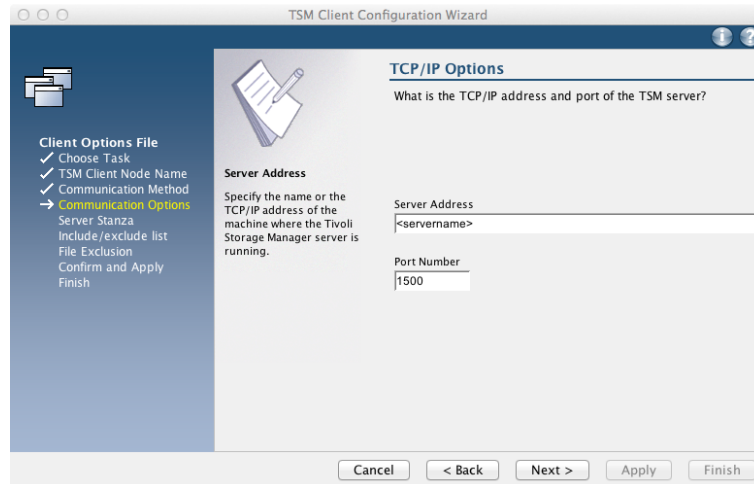 TSM Client Configuration Wizard
TCP/IP Options
What is the TCP/IP address and port of the TSM server?
Client Options File
Choose Task
TSM Client Node Name
Communication Method
Communication Options
Server Stanza
Include/exclude list
File Exclusion
Confirm and Apply
Finish
Server Address
Specify the name or the
TCP/IP address of the
machine where the Tivoli
Storage Manager server is
running.
Server Address
<servername>
Port Number
1500
Cancel
< Back
Next >
Apply
Finish